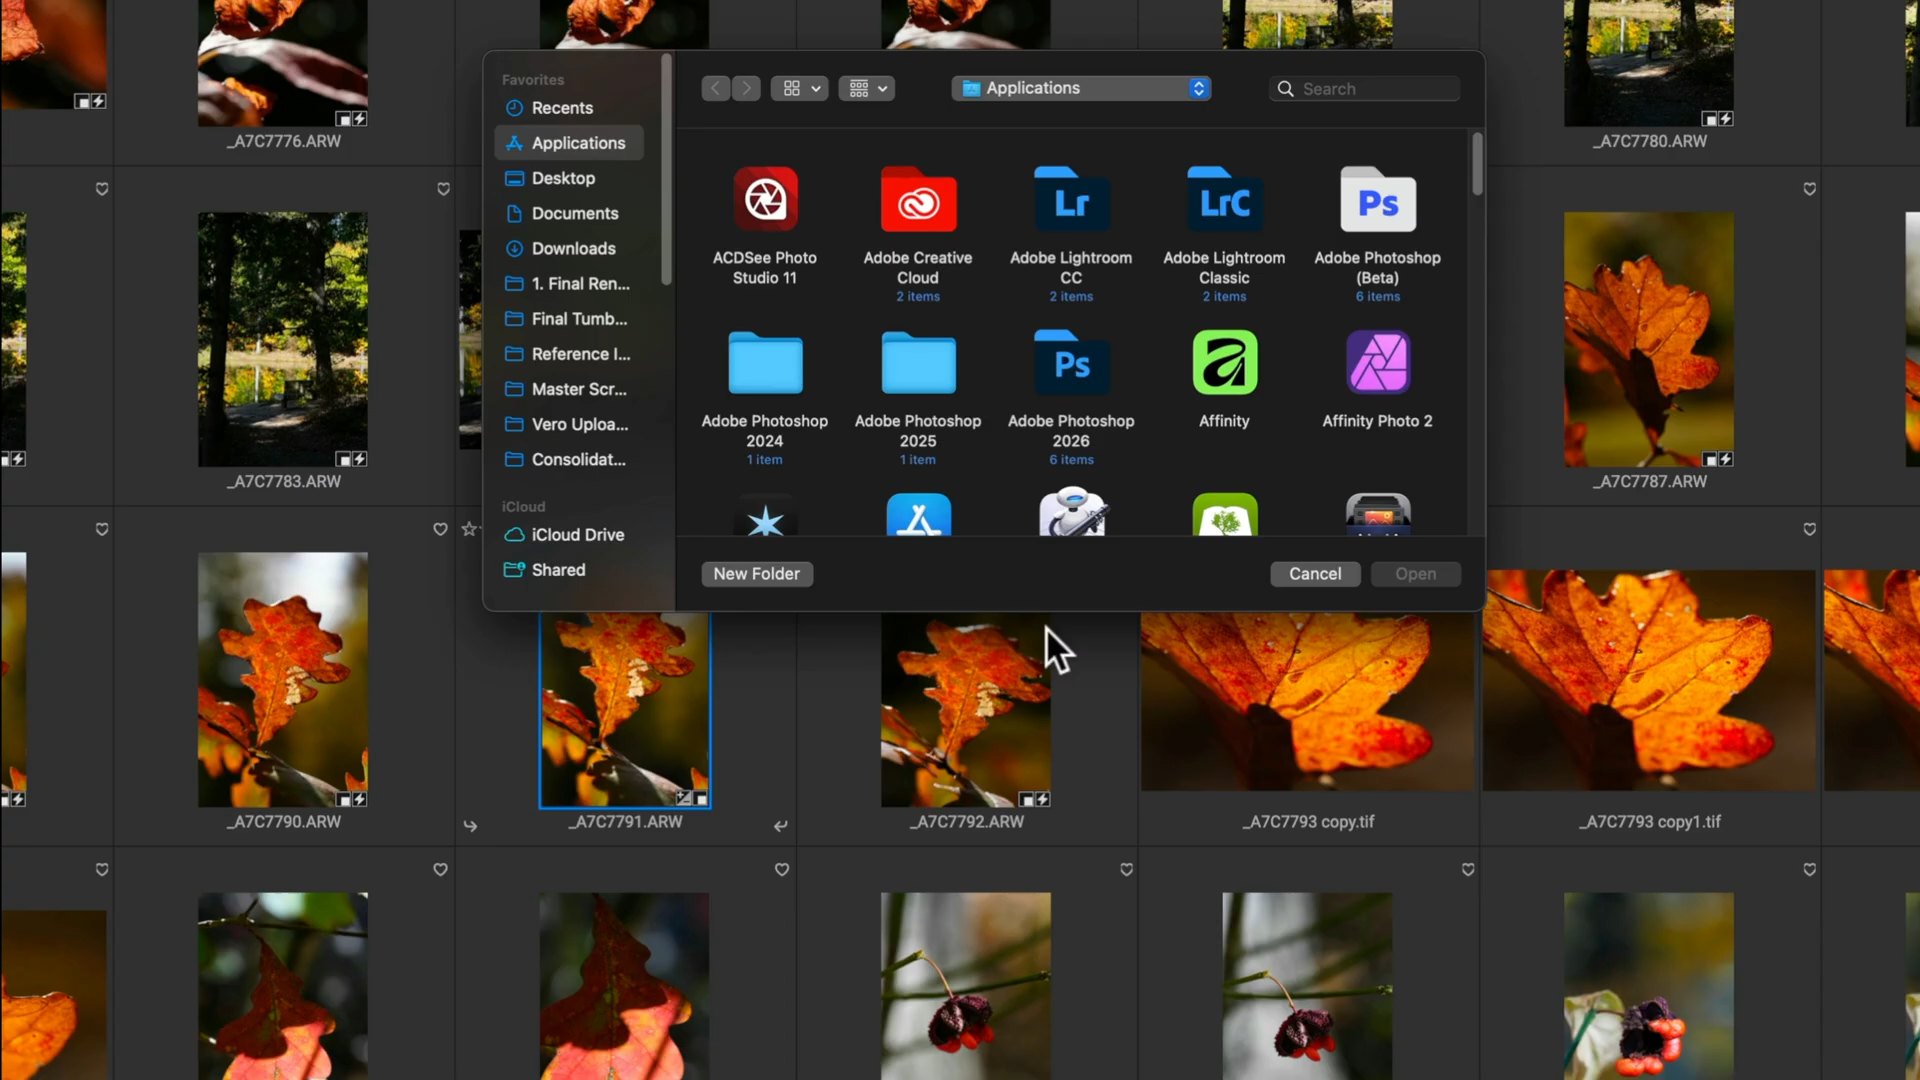 _A7C7776.ARW
_A7C7780.ARW
_A7C7783.ARW
_A7C7787.ARW
_A7C7790.ARW
_A7C7791.ARW
_A7C7792.ARW
_A7C7793 copy.tif
_A7C7793 copy1.tif
Favorites
Recents
Applications
Desktop
Documents
Downloads
1. Final Ren...
Final Tumb...
Reference I...
Master Scr...
Vero Uploa...
Consolidat...
iCloud
iCloud Drive
Shared
Applications
Search
ACDSee Photo
Studio 11
Adobe Creative
Cloud
2 items
Lr
Adobe Lightroom
CC
2 items
LrC
Adobe Lightroom
Classic
2 items
Ps
Adobe Photoshop
(Beta)
6 items
Adobe Photoshop
2024
1 item
Adobe Photoshop
2025
1 item
Ps
Adobe Photoshop
2026
6 items
Affinity
Affinity Photo 2
New Folder
Cancel
Open